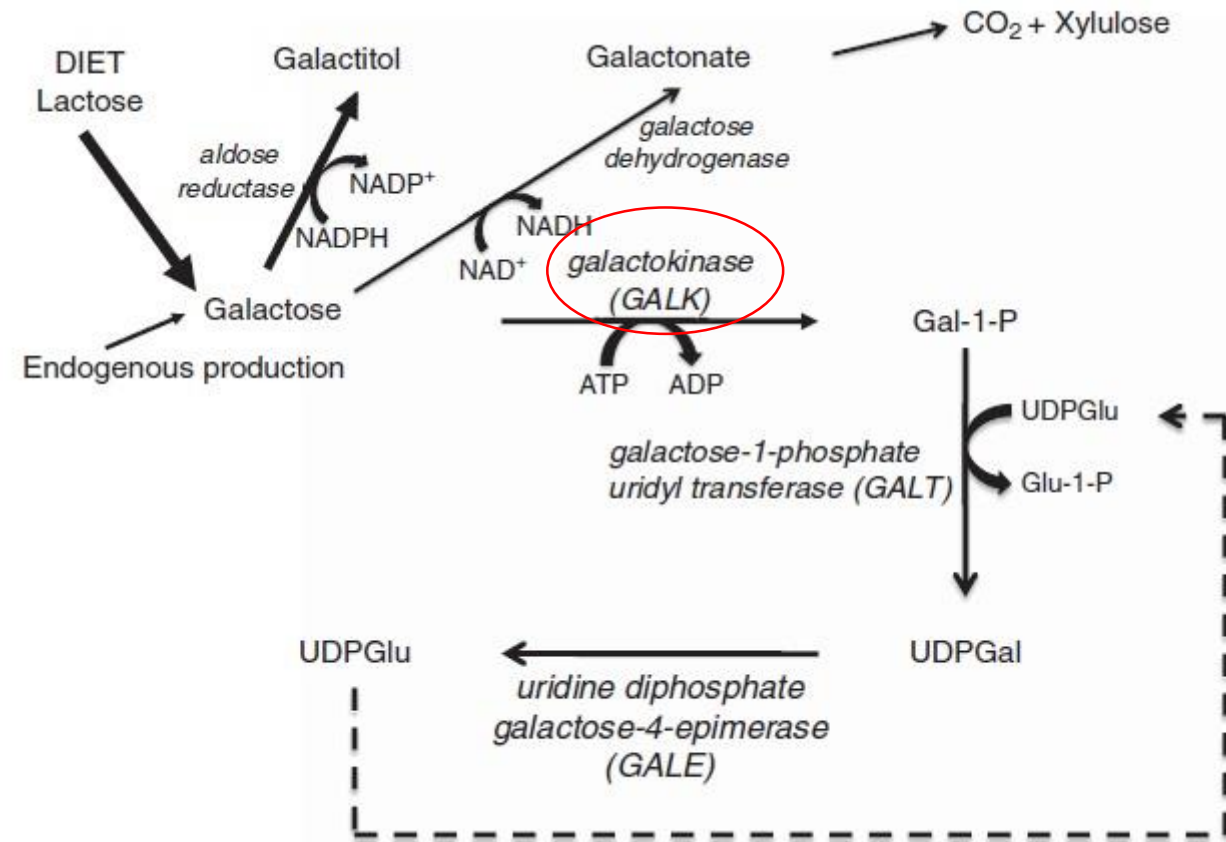 DIET
Lactose
Galactitol
Galactonate
CO₂ + Xylulose
aldose
reductase
NADP⁺
NADPH
galactose
dehydrogenase
NADH
NAD⁺
galactokinase
(GALK)
Galactose
Endogenous production
ATP
ADP
Gal-1-P
UDPGlu
Glu-1-P
galactose-1-phosphate
uridyl transferase (GALT)
UDPGlu
UDPGal
uridine diphosphate
galactose-4-epimerase
(GALE)